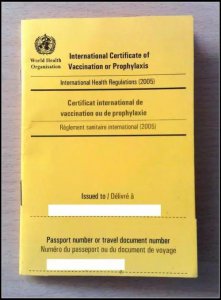 World Health
Organization
International Certificate of
Vaccination or Prophylaxis
International Health Regulations (2005)
Certificat international de
vaccination ou de prophylaxie
Règlement sanitaire international (2005)
Issued to / Délivré à
Passport number or travel document number
Numéro du passeport ou du document de voyage